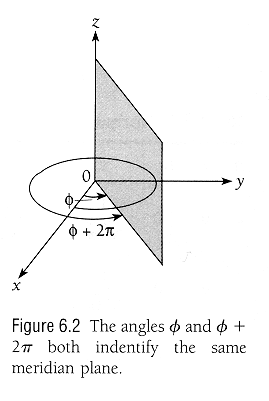 z
0
y
ϕ
ϕ + 2π
x
Figure 6.2 The angles ϕ and ϕ +
2π both indentify the same
meridian plane.